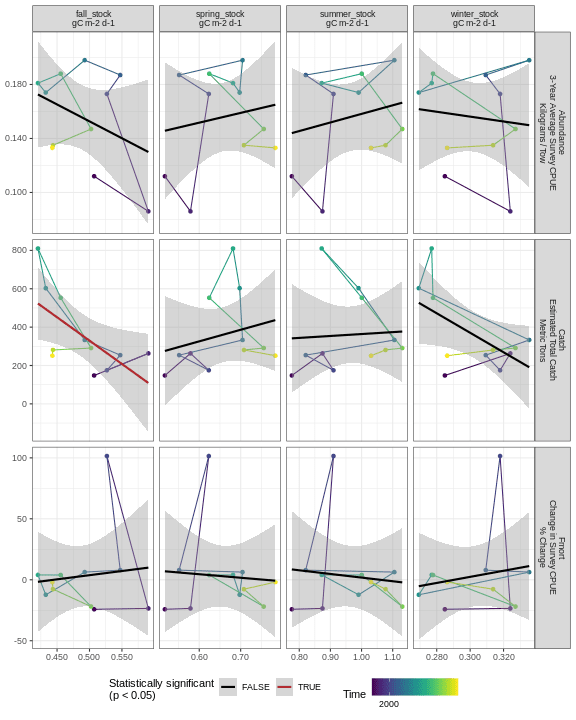 fall_stock
gC m-2 d-1
spring_stock
gC m-2 d-1
summer_stock
gC m-2 d-1
winter_stock
gC m-2 d-1
0.180
0.140
0.100
Abundance
3-Year Average Survey CPUE
Kilograms / Tow
800
600
400
200
0
Catch
Estimated Total Catch
Metric Tons
100
50
0
-50
Fmort
Change in Survey CPUE
% Change
0.450 0.500 0.550
0.60 0.70
0.80 0.90 1.00 1.10
0.280 0.300 0.320
Statistically significant
(p < 0.05)
FALSE
TRUE
Time
2000